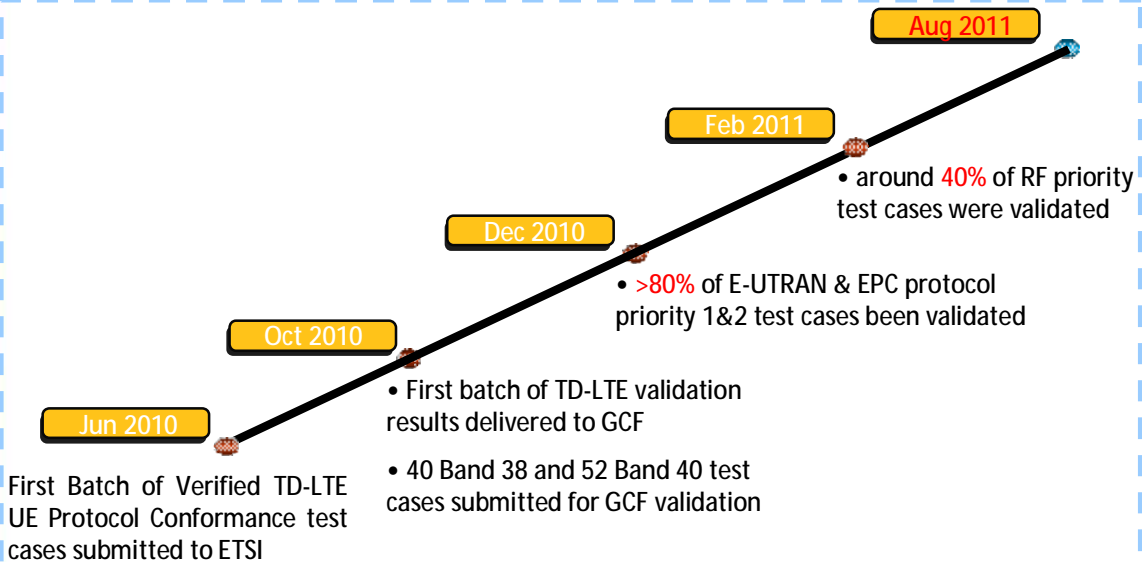 Aug 2011
Feb 2011
• around 40% of RF priority
test cases were validated
Dec 2010
• >80% of E-UTRAN & EPC protocol
priority 1&2 test cases been validated
Oct 2010
• First batch of TD-LTE validation
results delivered to GCF
• 40 Band 38 and 52 Band 40 test
cases submitted for GCF validation
Jun 2010
First Batch of Verified TD-LTE
UE Protocol Conformance test
cases submitted to ETSI